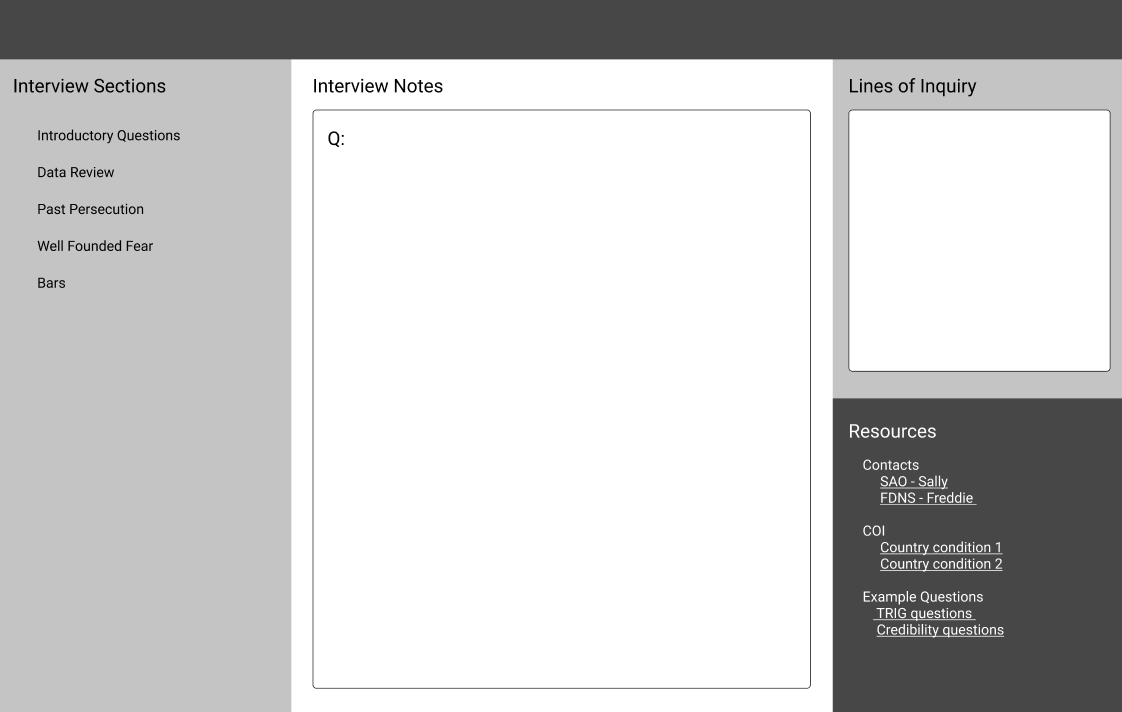 Interview Sections
Introductory Questions
Data Review
Past Persecution
Well Founded Fear
Bars
Interview Notes
Q:
Lines of Inquiry
Resources
Contacts
SAO - Sally
FDNS - Freddie
COI
Country condition 1
Country condition 2
Example Questions
TRIG questions
Credibility questions